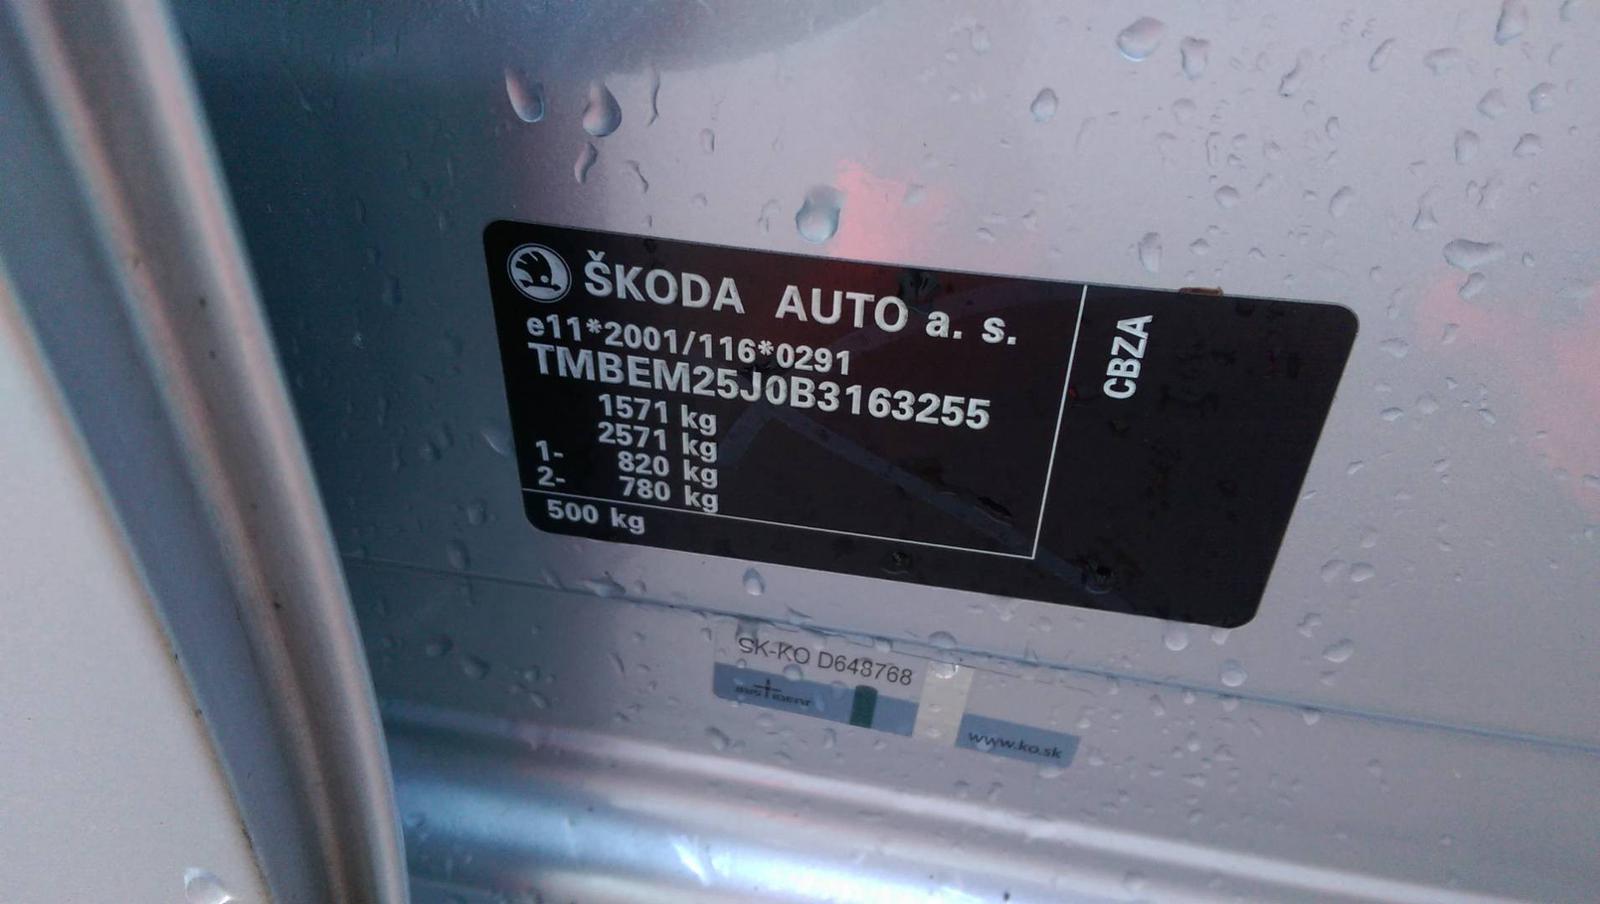 ŠKODA AUTO a. s.
e11*2001/116*0291
TMBEM25J0B3163255
1571 kg
2571 kg
1- 820 kg
2- 780 kg
500 kg
CBZA
SK-KO D648768
www.ko.sk